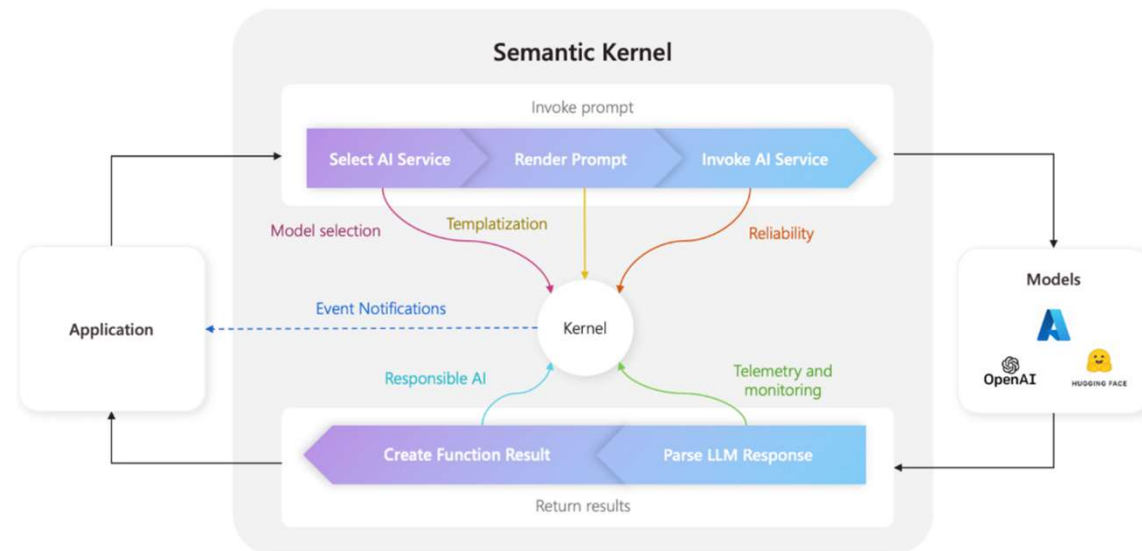 Semantic Kernel
Invoke prompt
Select AI Service
Render Prompt
Invoke AI Service
Model selection
Templatization
Reliability
Application
Event Notifications
Kernel
Models
OpenAI
HUGGING FACE
Responsible AI
Telemetry and
monitoring
Create Function Result
Parse LLM Response
Return results